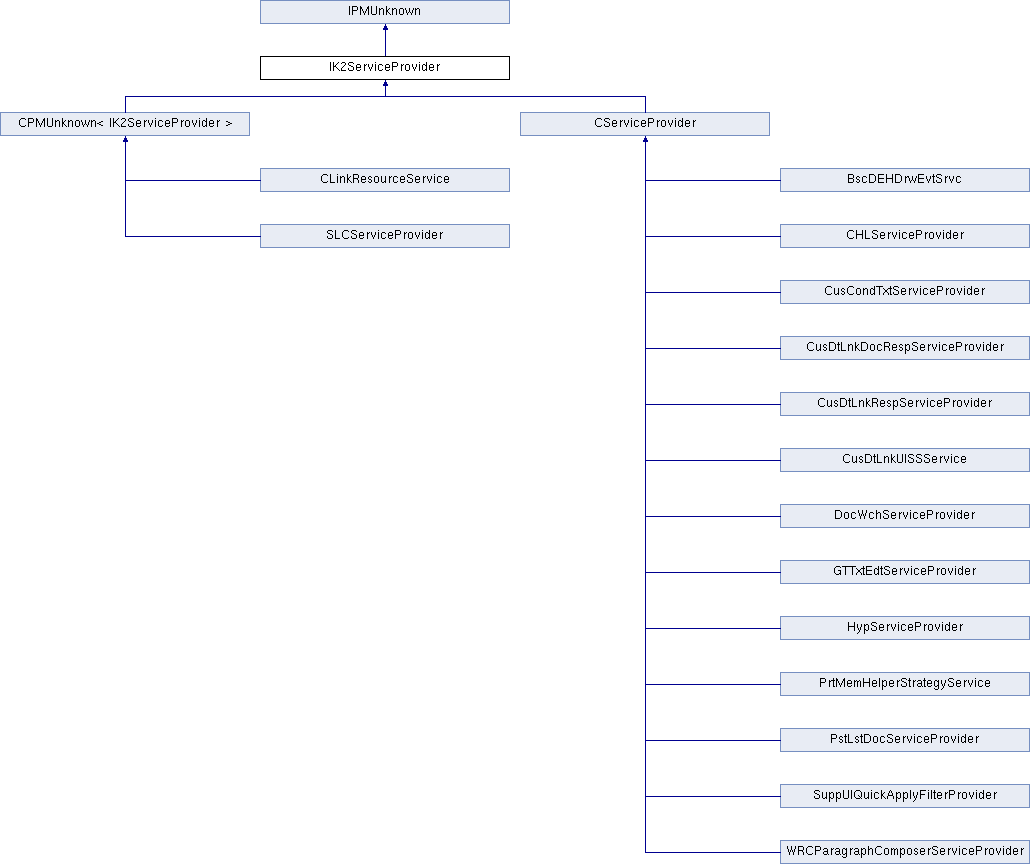 IPMUnknown
IK2ServiceProvider
CPMUnknown< IK2ServiceProvider >
CServiceProvider
CLinkResourceService
BscDEHDrwEvtSrvc
SLCServiceProvider
CHLServiceProvider
CusCondTxtServiceProvider
CusDtLnkDocRespServiceProvider
CusDtLnkRespServiceProvider
CusDtLnkUISSService
DocWchServiceProvider
GTTxtEdtServiceProvider
HypServiceProvider
PrtMemHelperStrategyService
PstLstDocServiceProvider
SuppUIQuickApplyFilterProvider
WRCParagraphComposerServiceProvider